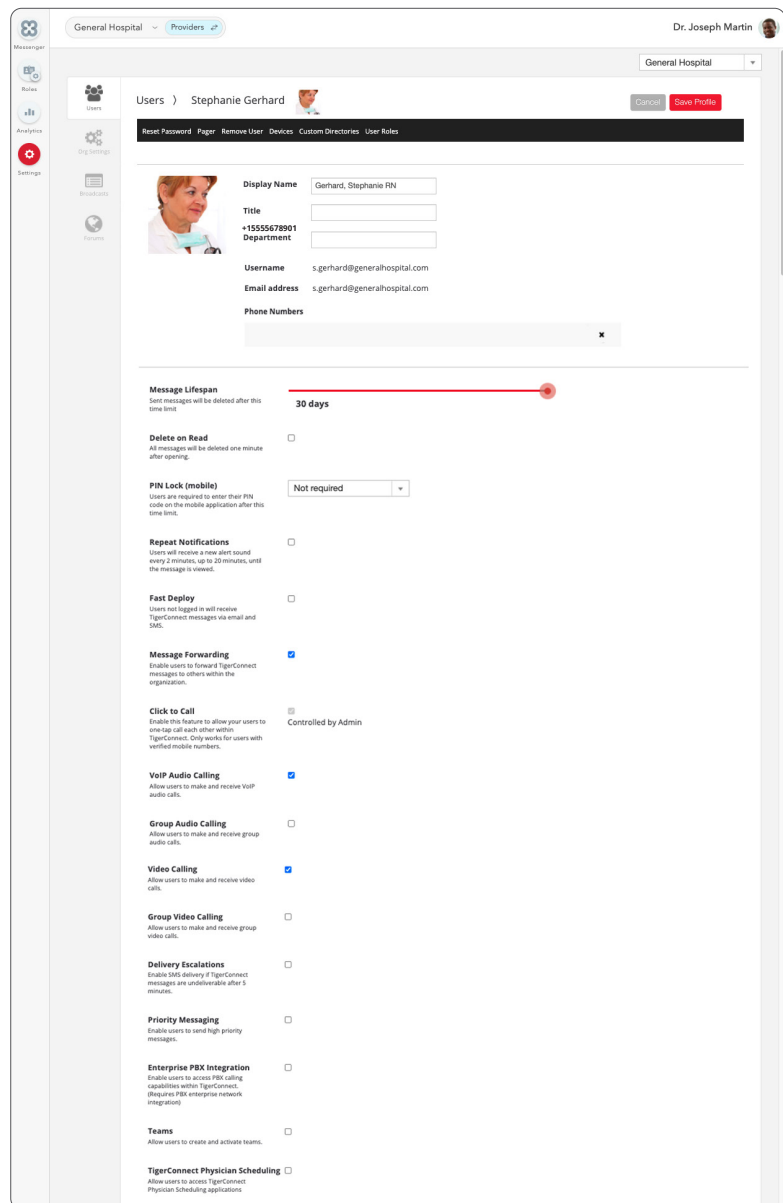 General Hospital
Providers
Dr. Joseph Martin
Messenger
Roles
Analytics
Settings
General Hospital
Users
Org Settings
Broadcasts
Forums
Users 〉 Stephanie Gerhard
Cancel
Save Profile
Reset Password Pager Remove User Devices Custom Directories User Roles
Display Name
Gerhard, Stephanie RN
Title
+15555678901
Department
Username
s.gerhard@generalhospital.com
Email address
s.gerhard@generalhospital.com
Phone Numbers
Message Lifespan
Sent messages will be deleted after this
time limit
30 days
Delete on Read
All messages will be deleted one minute
after opening.
PIN Lock (mobile)
Users are required to enter their PIN
code on the mobile application after this
time limit.
Not required
Repeat Notifications
Users will receive a new alert sound
every 2 minutes, up to 20 minutes, until
the message is viewed.
Fast Deploy
Users not logged in will receive
TigerConnect messages via email and
SMS.
Message Forwarding
Enable users to forward TigerConnect
messages to others within the
organization.
Click to Call
Enable this feature to allow your users to
one-tap call each other within
TigerConnect. Only works for users with
verified mobile numbers.
Controlled by Admin
VoIP Audio Calling
Allow users to make and receive VoIP
audio calls.
Group Audio Calling
Allow users to make and receive group
audio calls.
Video Calling
Allow users to make and receive video
calls.
Group Video Calling
Allow users to make and receive group
video calls.
Delivery Escalations
Enable SMS delivery if TigerConnect
messages are undeliverable after 5
minutes.
Priority Messaging
Enable users to send high priority
messages.
Enterprise PBX Integration
Enable users to access PBX calling
capabilities within TigerConnect.
(Requires PBX enterprise network
integration)
Teams
Allow users to create and activate teams.
TigerConnect Physician Scheduling
Allow users to access TigerConnect
Physician Scheduling applications